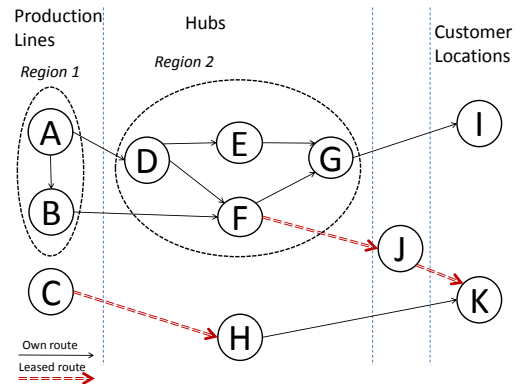 Production
Lines
Hubs
Customer
Locations
Region 1
Region 2
A
B
C
D
E
F
G
H
I
J
K
Own route
Leased route